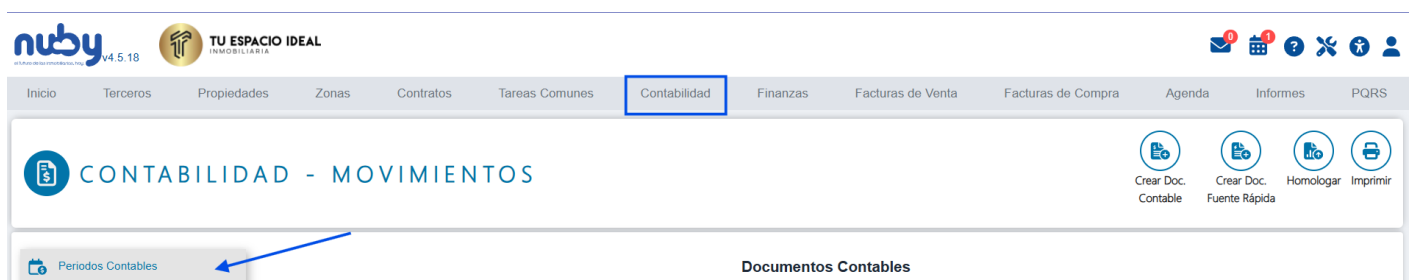 nuby v4.5.18
TU ESPACIO IDEAL
INMOBILIARIA
0
1
Inicio Terceros Propiedades Zonas Contratos Tareas Comunes Contabilidad Finanzas Facturas de Venta Facturas de Compra Agenda Informes PQRS
CONTABILIDAD - MOVIMIENTOS
Crear Doc. Contable
Crear Doc. Fuente Rápida
Homologar
Imprimir
Periodos Contables
Documentos Contables